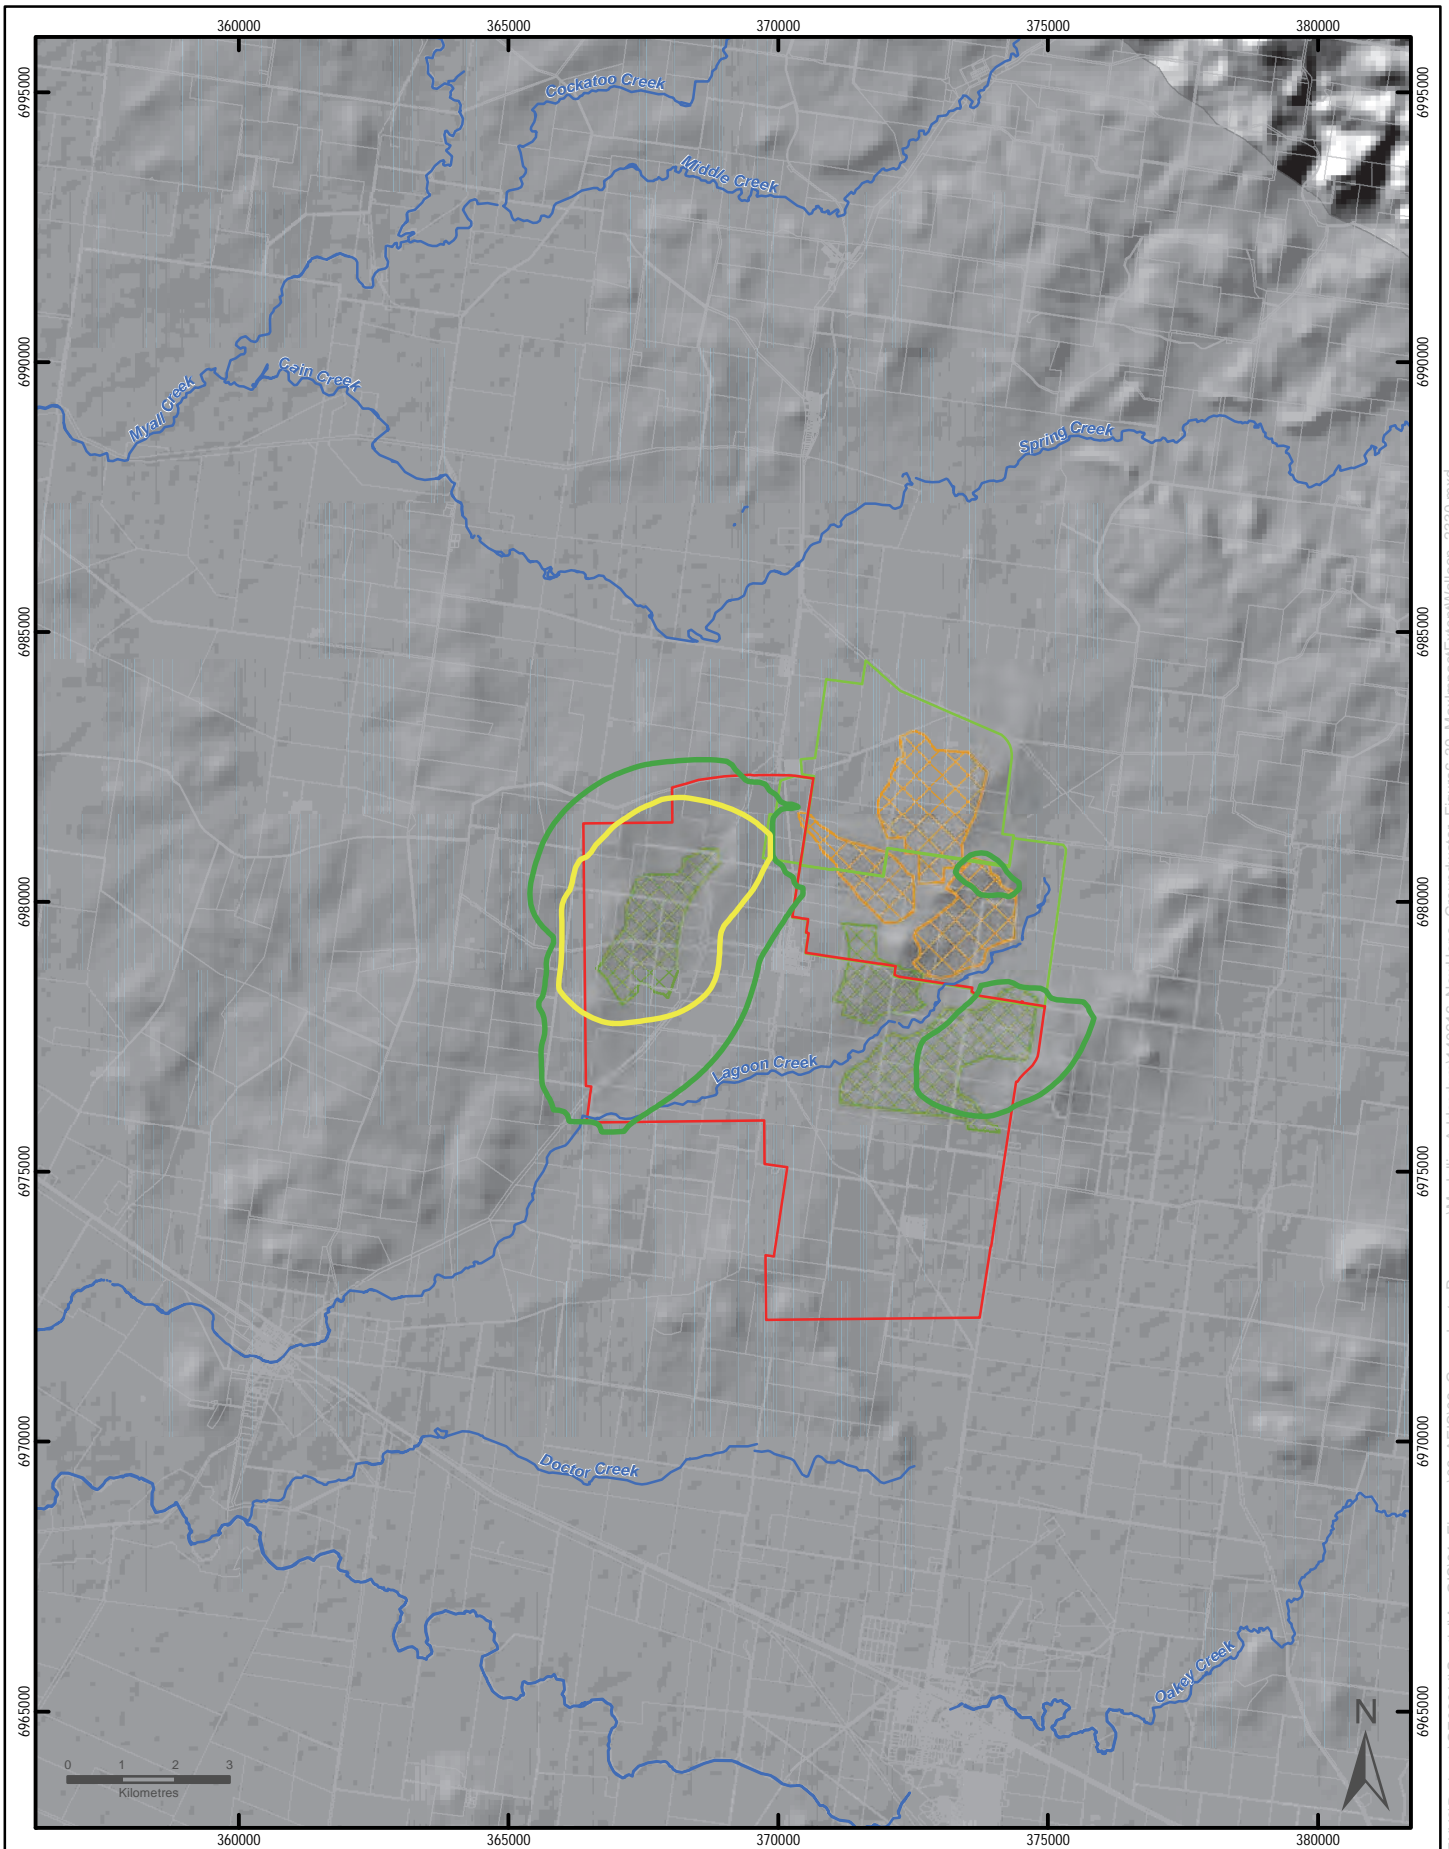 360000 365000 370000 375000 380000
6995000 6995000
Cockatoo Creek
Middle Creek
6990000 6990000
Cain Creek
Myall Creek
Spring Creek
6985000 6985000
6980000 6980000
Lagoon Creek
6975000 6975000
6970000 6970000
Doctor Creek
Oakey Creek
6965000 6965000
N
0 1 2 3
Kilometres
360000 365000 370000 375000 380000